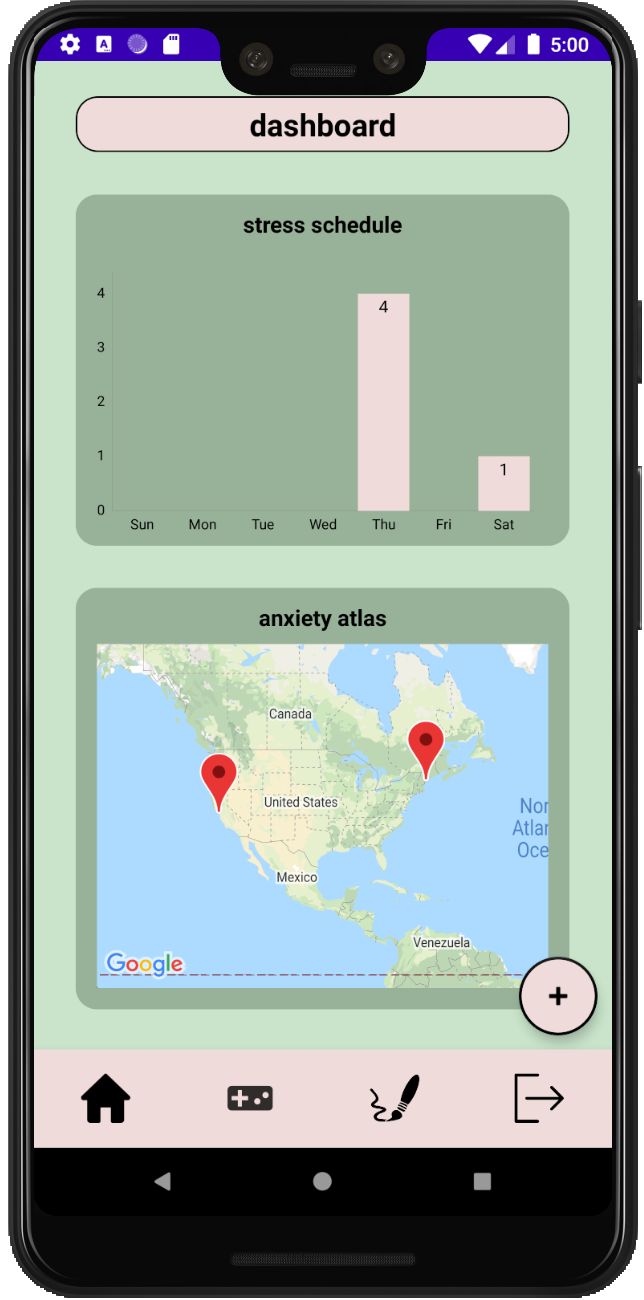 A
5:00
dashboard
stress schedule
4
4
3
2
1
1
0
Sun Mon Tue Wed Thu Fri Sat
anxiety atlas
Canada
United States
Nor
Atlan
Oce
Mexico
Venezuela
Google
+